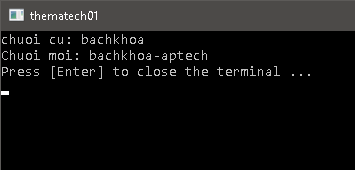 thematech01
chuoi cu: bachkhoa
Chuoi moi: bachkhoa-aptech
Press [Enter] to close the terminal ...